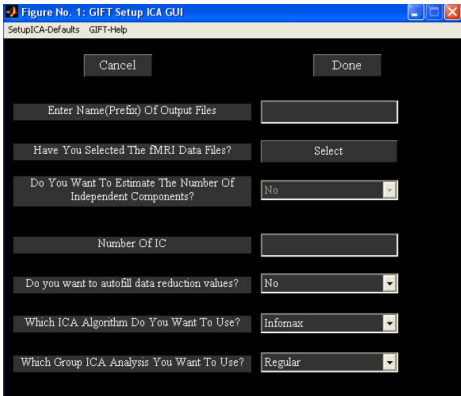 Figure No. 1: GIFT Setup ICA GUI
SetupICA-Defaults GIFT-Help
Cancel Done
Enter Name(Prefix) Of Output Files
Have You Selected The fMRI Data Files? Select
Do You Want To Estimate The Number Of
Independent Components? No
Number Of IC
Do you want to autofill data reduction values? No
Which ICA Algorithm Do You Want To Use? Infomax
Which Group ICA Analysis You Want To Use? Regular